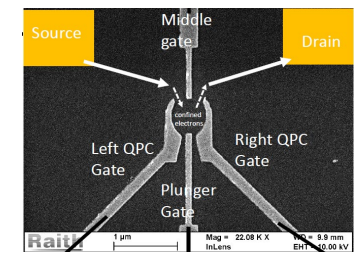 Source
Middle
gate
Drain
confined
electrons
Left QPC
Gate
Right QPC
Gate
Plunger
Gate
Raith
1 µm
Mag = 22.08 K X
WD = 9.9 mm
InLens
EHT = 10.00 kV